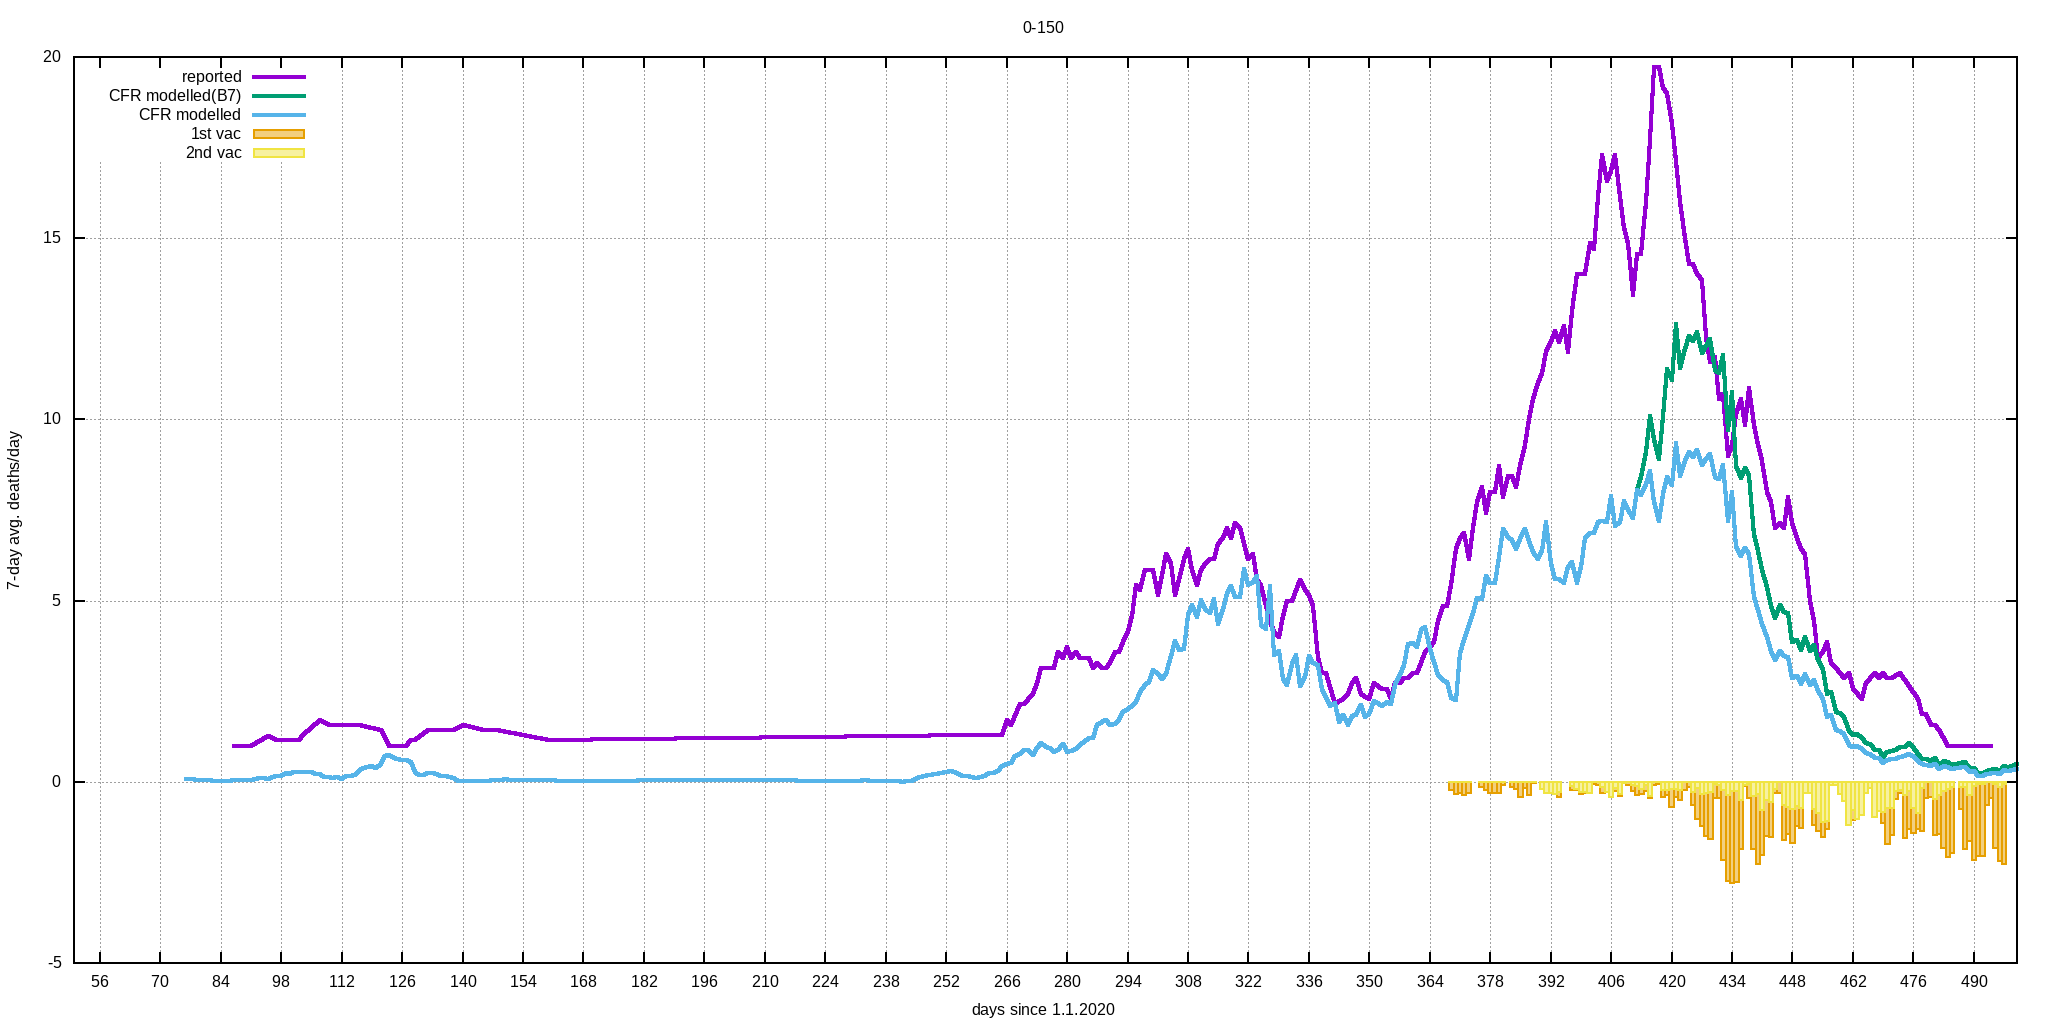 0-150
20
15
10
5
0
-5
7-day avg. deaths/day
reported
CFR modelled(B7)
CFR modelled
1st vac
2nd vac
56 70 84 98 112 126 140 154 168 182 196 210 224 238 252 266 280 294 308 322 336 350 364 378 392 406 420 434 448 462 476 490
days since 1.1.2020